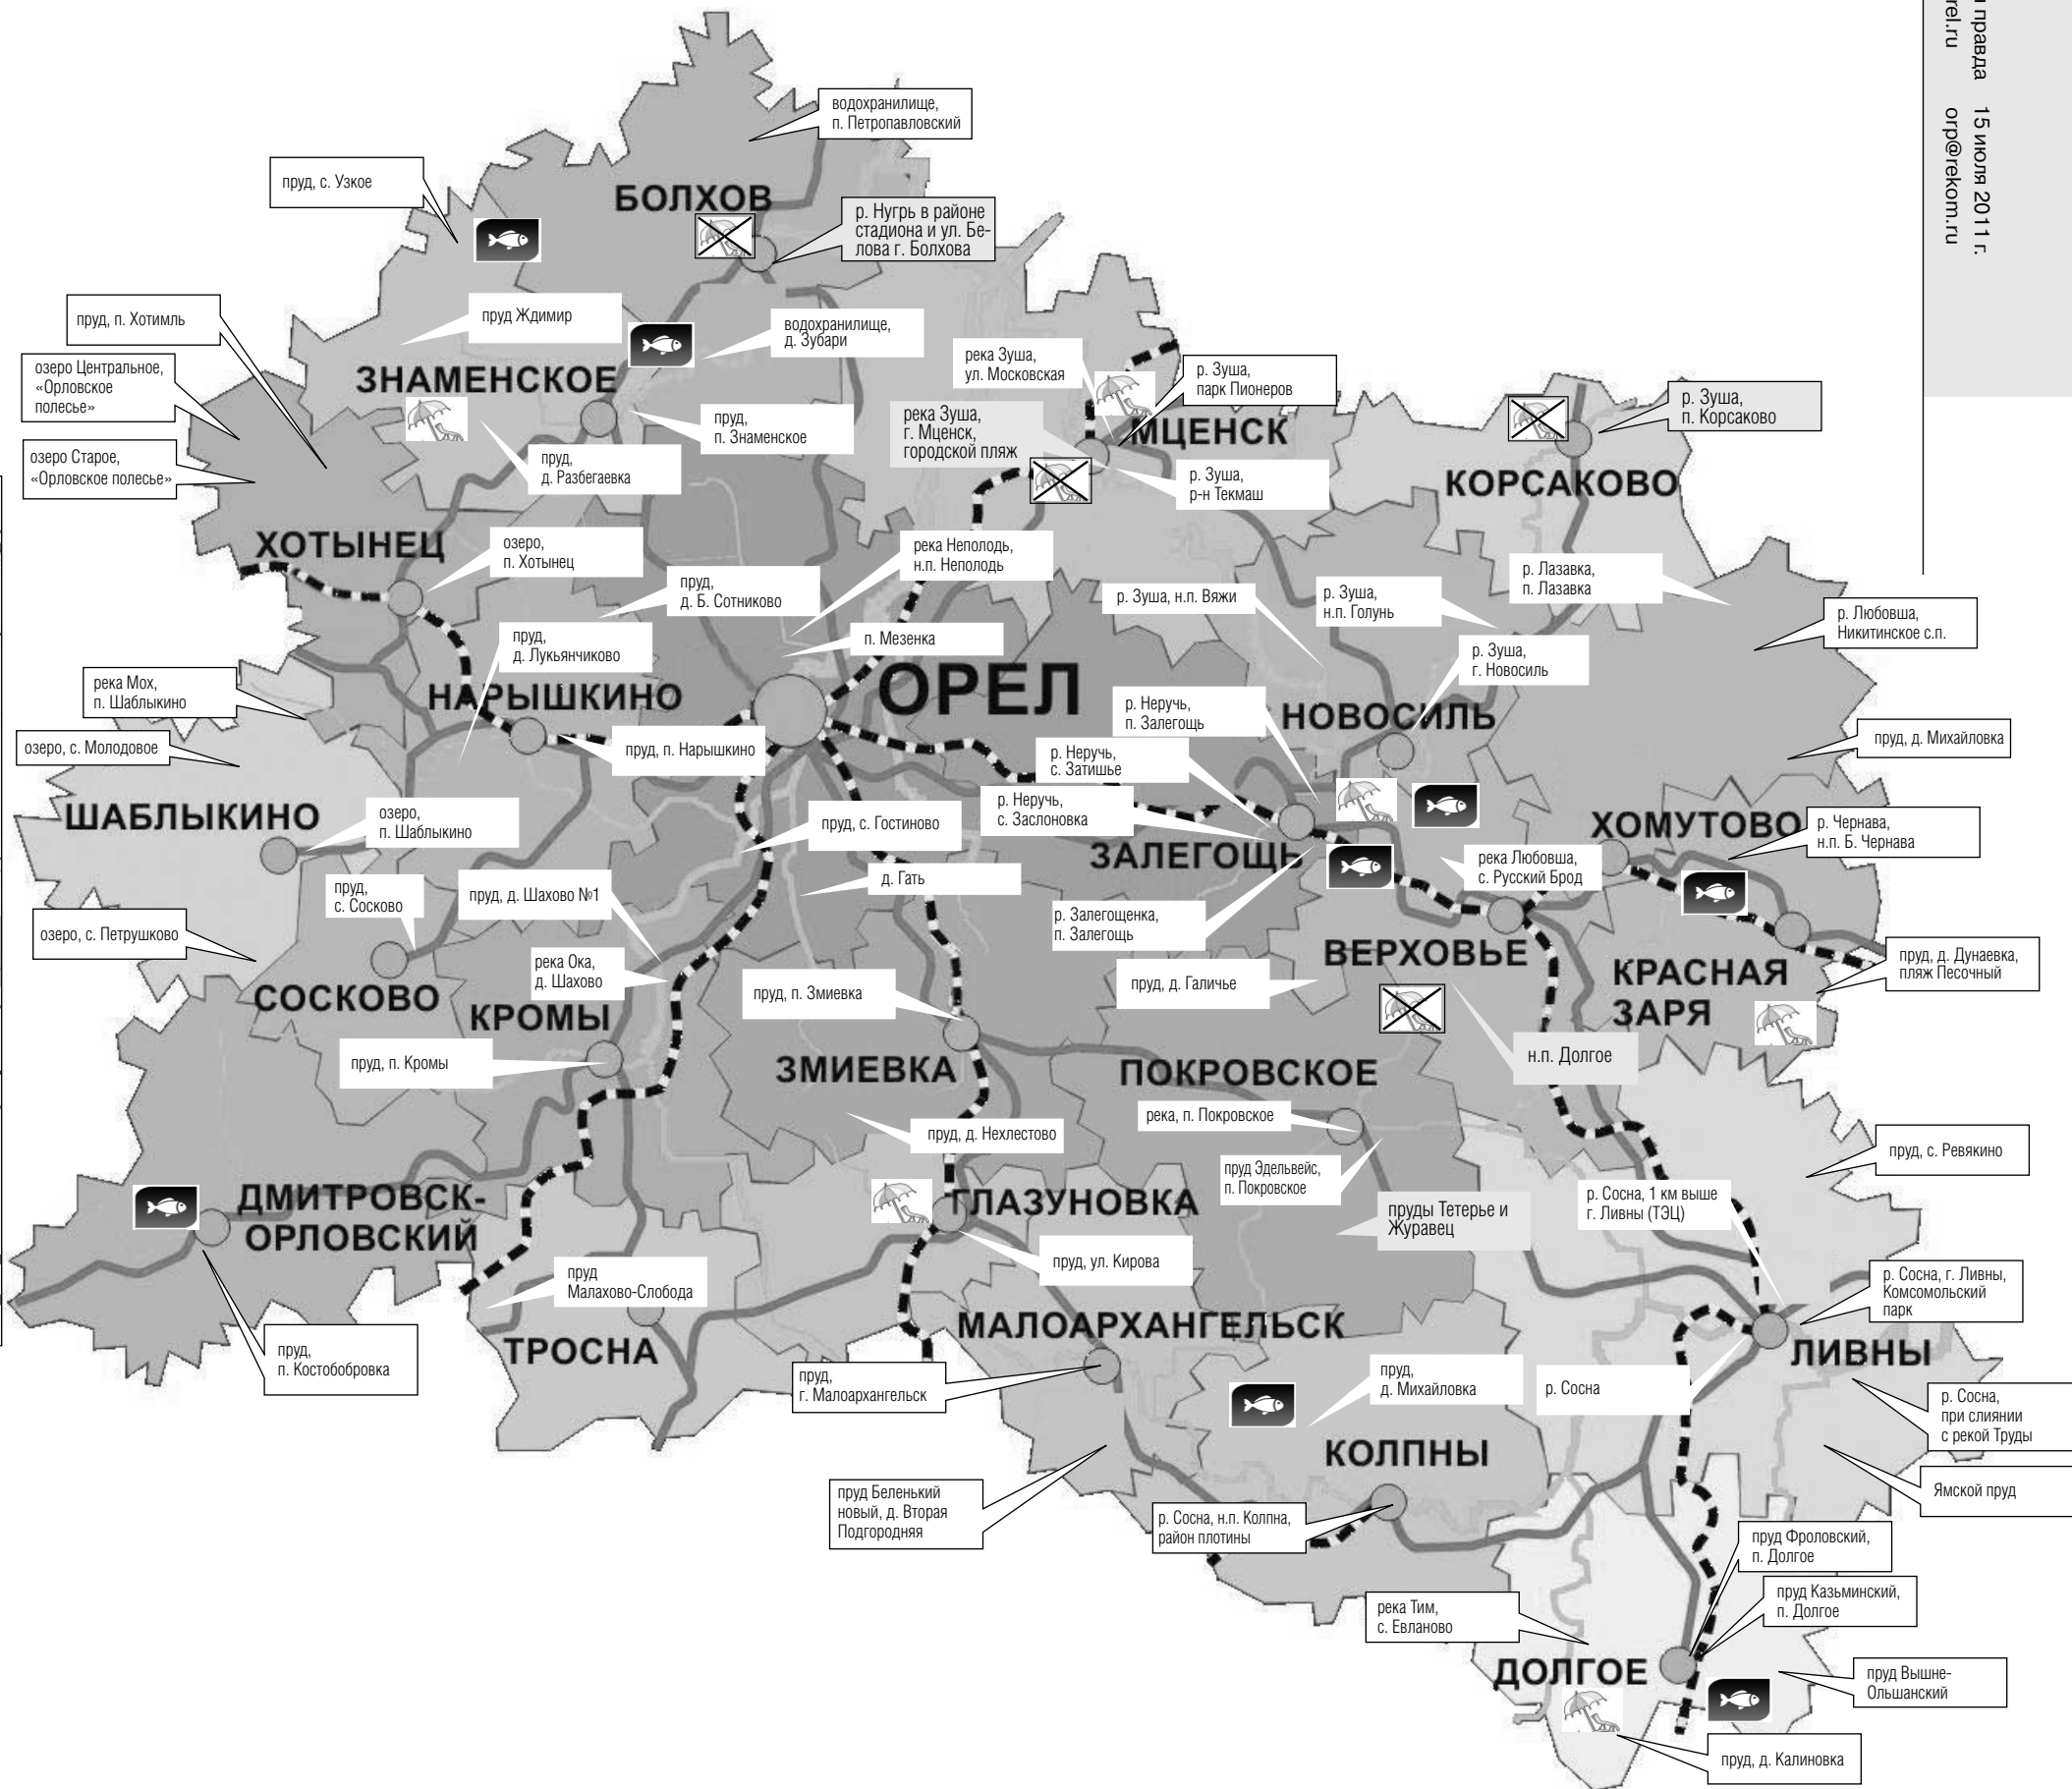 и правда 15 июля 2011 г.
rel.ru orp@rekom.ru
водохранилище,
п. Петропавловский
пруд, с. Узкое
БОЛХОВ
р. Нугрь в районе
стадиона и ул. Бе-
лова г. Болхова
пруд, п. Хотимль
пруд Ждимир
водохранилище,
д. Зубари
озеро Центральное,
«Орловское
полесье»
ЗНАМЕНСКОЕ
река Зуша,
ул. Московская
р. Зуша,
парк Пионеров
р. Зуша,
п. Корсаково
пруд,
п. Знаменское
река Зуша,
г. Мценск,
городской пляж
МЦЕНСК
озеро Старое,
«Орловское полесье»
пруд,
д. Разбегаевка
р. Зуша,
р-н Текмаш
КОРСАКОВО
ХОТЫНЕЦ
озеро,
п. Хотынец
река Неполодь,
н.п. Неполодь
р. Лазавка,
п. Лазавка
пруд,
д. Б. Сотниково
р. Зуша, н.п. Вяжи
р. Зуша,
н.п. Голунь
р. Любовша,
Никитинское с.п.
пруд,
д. Лукьянчиково
п. Мезенка
р. Зуша,
г. Новосиль
река Мох,
п. Шаблыкино
НАРЫШКИНО
ОРЕЛ
р. Неручь,
п. Залегощь
НОВОСИЛЬ
озеро, с. Молодовое
пруд, п. Нарышкино
р. Неручь,
с. Затишье
пруд, д. Михайловка
ШАБЛЫКИНО
озеро,
п. Шаблыкино
пруд, с. Гостиново
р. Неручь,
с. Заслоновка
ХОМУТОВО
р. Чернава,
н.п. Б. Чернава
ЗАЛЕГОЩЬ
река Любовша,
с. Русский Брод
пруд,
с. Сосково
пруд, д. Шахово №1
д. Гать
озеро, с. Петрушково
р. Залегощенка,
п. Залегощь
ВЕРХОВЬЕ
пруд, д. Дунаевка,
пляж Песочный
река Ока,
д. Шахово
пруд, п. Змиевка
пруд, д. Галичье
КРАСНАЯ
ЗАРЯ
СОСКОВО
КРОМЫ
пруд, п. Кромы
ЗМИЕВКА
ПОКРОВСКОЕ
н.п. Долгое
река, п. Покровское
пруд, д. Нехлестово
пруд, с. Ревякино
пруд Эдельвейс,
п. Покровское
ДМИТРОВСК-
ОРЛОВСКИЙ
ГЛАЗУНОВКА
пруды Тетерье и
Журавец
р. Сосна, 1 км выше
г. Ливны (ТЭЦ)
пруд, ул. Кирова
пруд
Малахово-Слобода
р. Сосна, г. Ливны,
Комсомольский
парк
ТРОСНА
МАЛОАРХАНГЕЛЬСК
ЛИВНЫ
пруд,
п. Костобобровка
пруд,
г. Малоархангельск
пруд,
д. Михайловка
р. Сосна
р. Сосна,
при слиянии
с рекой Труды
КОЛПНЫ
Ямской пруд
пруд Беленький
новый, д. Вторая
Подгородняя
р. Сосна, н.п. Колпна,
район плотины
пруд Фроловский,
п. Долгое
пруд Казьминский,
п. Долгое
река Тим,
с. Евланово
ДОЛГОЕ
пруд Вышне-
Ольшанский
пруд, д. Калиновка